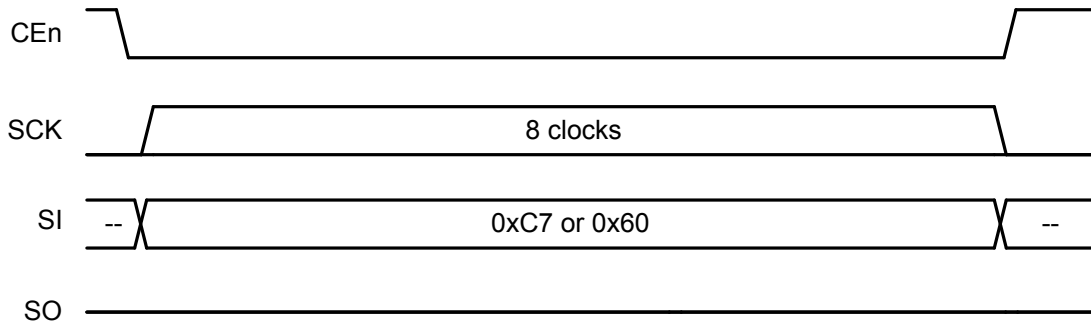 CEn
SCK 8 clocks
SI -- 0xC7 or 0x60 --
SO